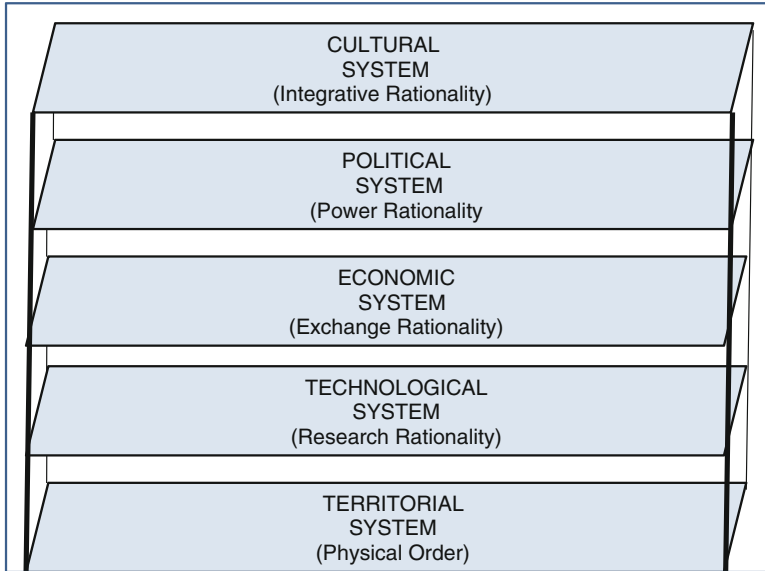 CULTURAL
SYSTEM
(Integrative Rationality)
POLITICAL
SYSTEM
(Power Rationality
ECONOMIC
SYSTEM
(Exchange Rationality)
TECHNOLOGICAL
SYSTEM
(Research Rationality)
TERRITORIAL
SYSTEM
(Physical Order)